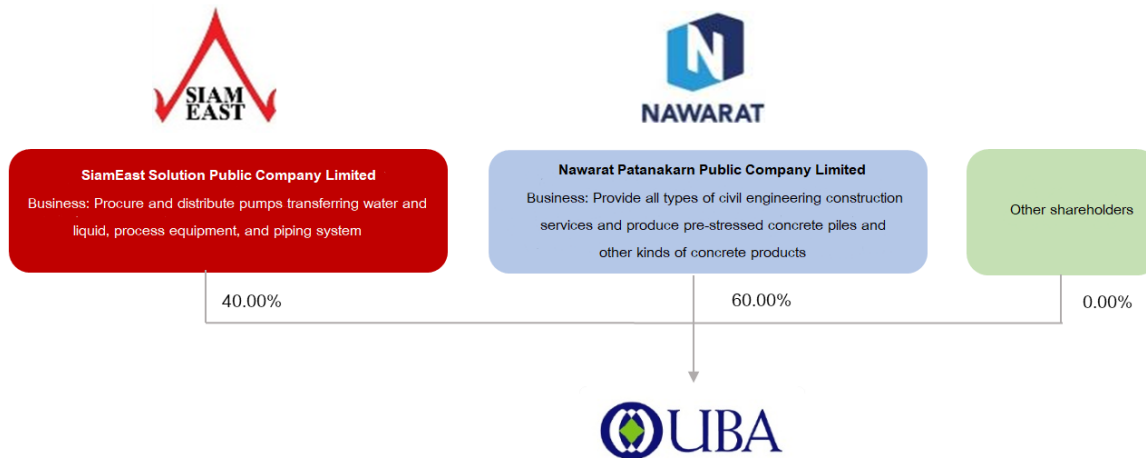 SIAM
EAST
NAWARAT
SiamEast Solution Public Company Limited
Business: Procure and distribute pumps transferring water and
liquid, process equipment, and piping system
Nawarat Patanakarn Public Company Limited
Business: Provide all types of civil engineering construction
services and produce pre-stressed concrete piles and
other kinds of concrete products
Other shareholders
40.00%
60.00%
0.00%
UBA